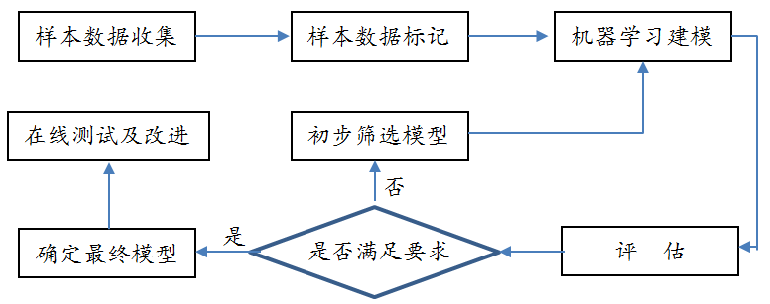 样本数据收集
样本数据标记
机器学习建模
在线测试及改进
初步筛选模型
否
是
确定最终模型
是否满足要求
评 估